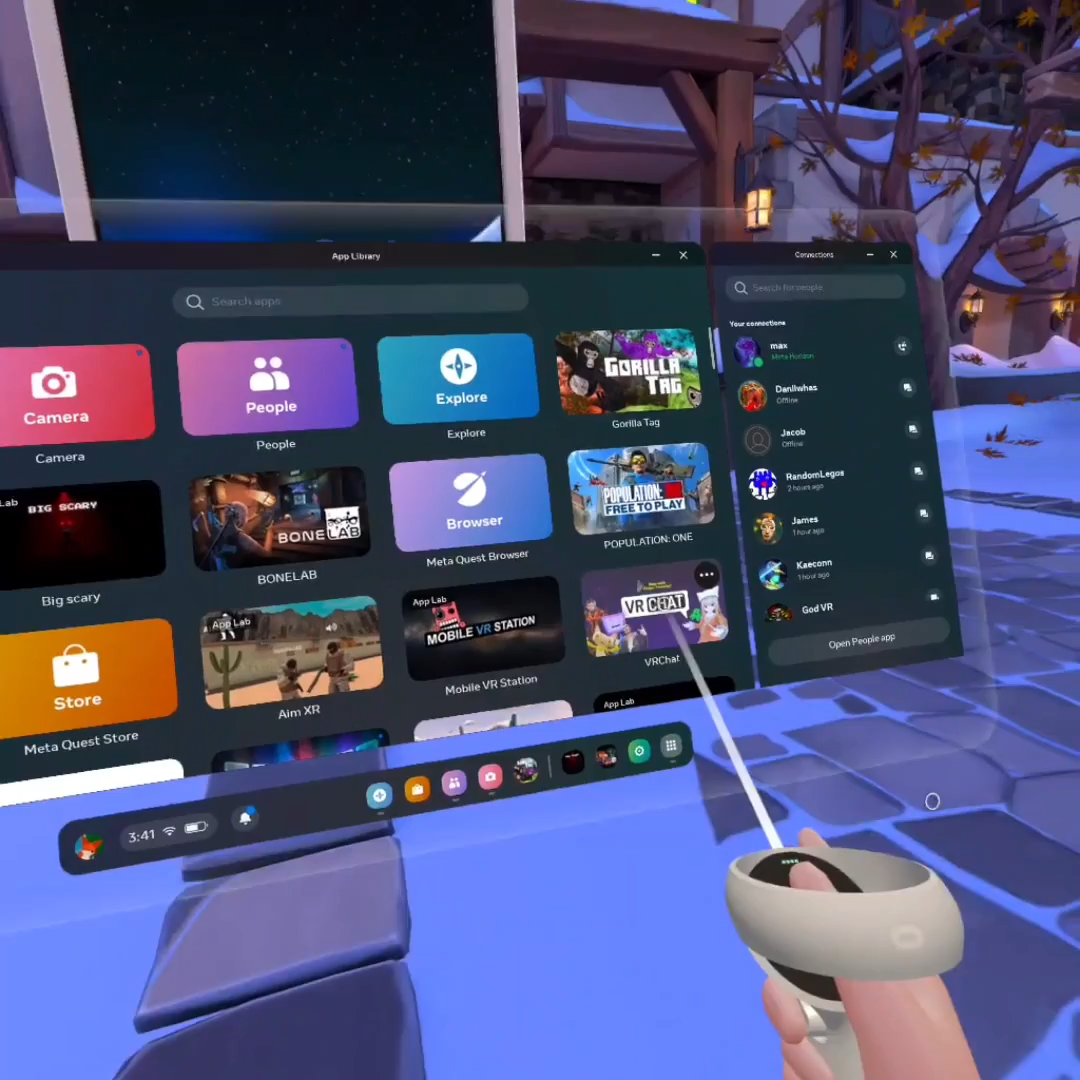 App Library
Search apps
Camera
Camera
People
People
Explore
Explore
GORILLA TAG
Gorilla Tag
Lab
BIG SCARY
Big scary
BONELAB
BONELAB
Browser
Meta Quest Browser
POPULATION: ONE
FREE TO PLAY
POPULATION: ONE
Store
Meta Quest Store
App Lab
Aim XR
App Lab
MOBILE VR STATION
Mobile VR Station
VRCHAT
VRChat
App Lab
3:41
Connections
Search for people
Your connections
max
Meta Horizon
Danliwhas
Offline
Jacob
Offline
RandomLegos
2 hours ago
James
1 hour ago
Kaeconn
1 hour ago
God VR
Open People app